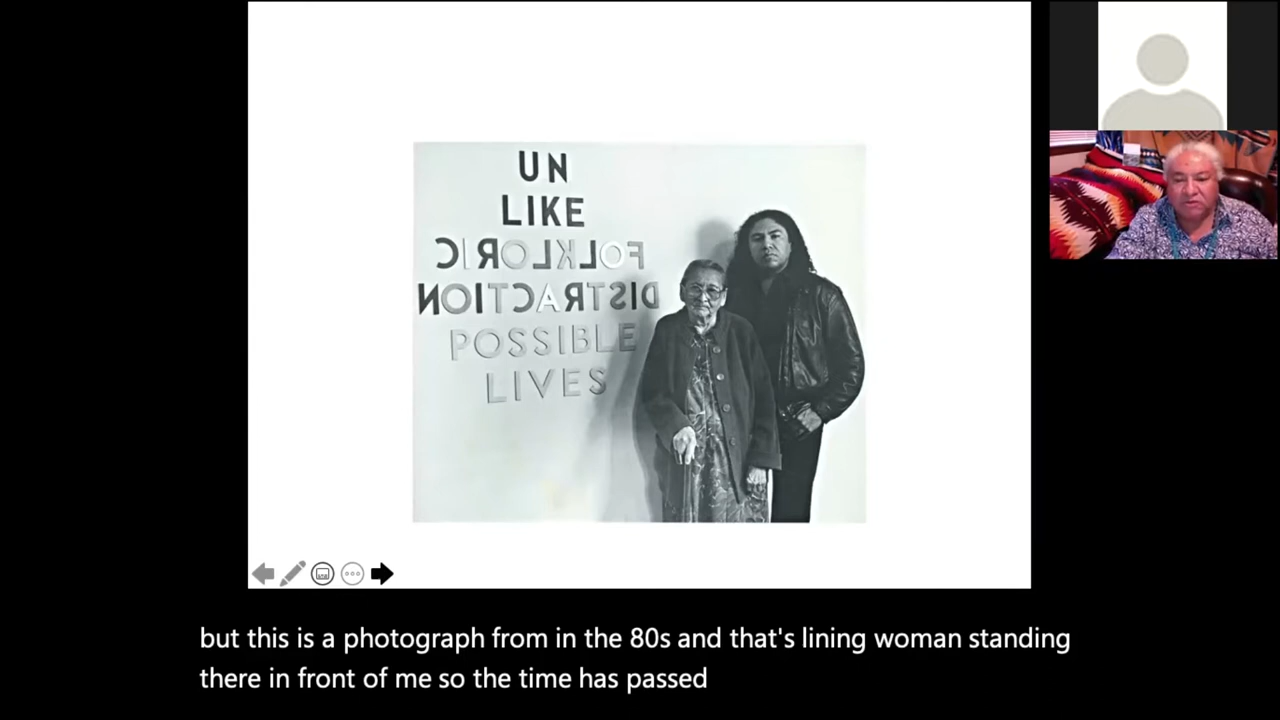 UN
LIKE
FOLKLORIC
DISTRACTION
POSSIBLE
LIVES
but this is a photograph from in the 80s and that's lining woman standing
there in front of me so the time has passed